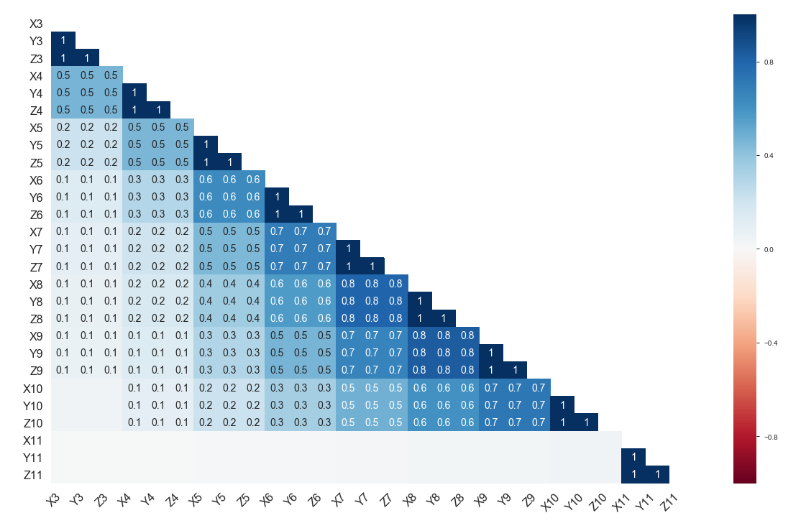 X3
Y3 1
Z3 1 1
X4 0.5 0.5 0.5
Y4 0.5 0.5 0.5 1
Z4 0.5 0.5 0.5 1 1
X5 0.2 0.2 0.2 0.5 0.5 0.5
Y5 0.2 0.2 0.2 0.5 0.5 0.5 1
Z5 0.2 0.2 0.2 0.5 0.5 0.5 1 1
X6 0.1 0.1 0.1 0.3 0.3 0.3 0.6 0.6 0.6
Y6 0.1 0.1 0.1 0.3 0.3 0.3 0.6 0.6 0.6 1
Z6 0.1 0.1 0.1 0.3 0.3 0.3 0.6 0.6 0.6 1 1
X7 0.1 0.1 0.1 0.2 0.2 0.2 0.5 0.5 0.5 0.7 0.7 0.7
Y7 0.1 0.1 0.1 0.2 0.2 0.2 0.5 0.5 0.5 0.7 0.7 0.7 1
Z7 0.1 0.1 0.1 0.2 0.2 0.2 0.5 0.5 0.5 0.7 0.7 0.7 1 1
X8 0.1 0.1 0.1 0.2 0.2 0.2 0.4 0.4 0.4 0.6 0.6 0.6 0.8 0.8 0.8
Y8 0.1 0.1 0.1 0.2 0.2 0.2 0.4 0.4 0.4 0.6 0.6 0.6 0.8 0.8 0.8 1
Z8 0.1 0.1 0.1 0.2 0.2 0.2 0.4 0.4 0.4 0.6 0.6 0.6 0.8 0.8 0.8 1 1
X9 0.1 0.1 0.1 0.1 0.1 0.1 0.3 0.3 0.3 0.5 0.5 0.5 0.7 0.7 0.7 0.8 0.8 0.8
Y9 0.1 0.1 0.1 0.1 0.1 0.1 0.3 0.3 0.3 0.5 0.5 0.5 0.7 0.7 0.7 0.8 0.8 0.8 1
Z9 0.1 0.1 0.1 0.1 0.1 0.1 0.3 0.3 0.3 0.5 0.5 0.5 0.7 0.7 0.7 0.8 0.8 0.8 1 1
X10 0.1 0.1 0.1 0.2 0.2 0.2 0.3 0.3 0.3 0.5 0.5 0.5 0.6 0.6 0.6 0.7 0.7 0.7
Y10 0.1 0.1 0.1 0.2 0.2 0.2 0.3 0.3 0.3 0.5 0.5 0.5 0.6 0.6 0.6 0.7 0.7 0.7 1
Z10 0.1 0.1 0.1 0.2 0.2 0.2 0.3 0.3 0.3 0.5 0.5 0.5 0.6 0.6 0.6 0.7 0.7 0.7 1 1
X11
Y11 1
Z11 1 1
X3 Y3 Z3 X4 Y4 Z4 X5 Y5 Z5 X6 Y6 Z6 X7 Y7 Z7 X8 Y8 Z8 X9 Y9 Z9 X10 Y10 Z10 X11 Y11 Z11
0.8
0.4
0.0
−0.4
−0.8